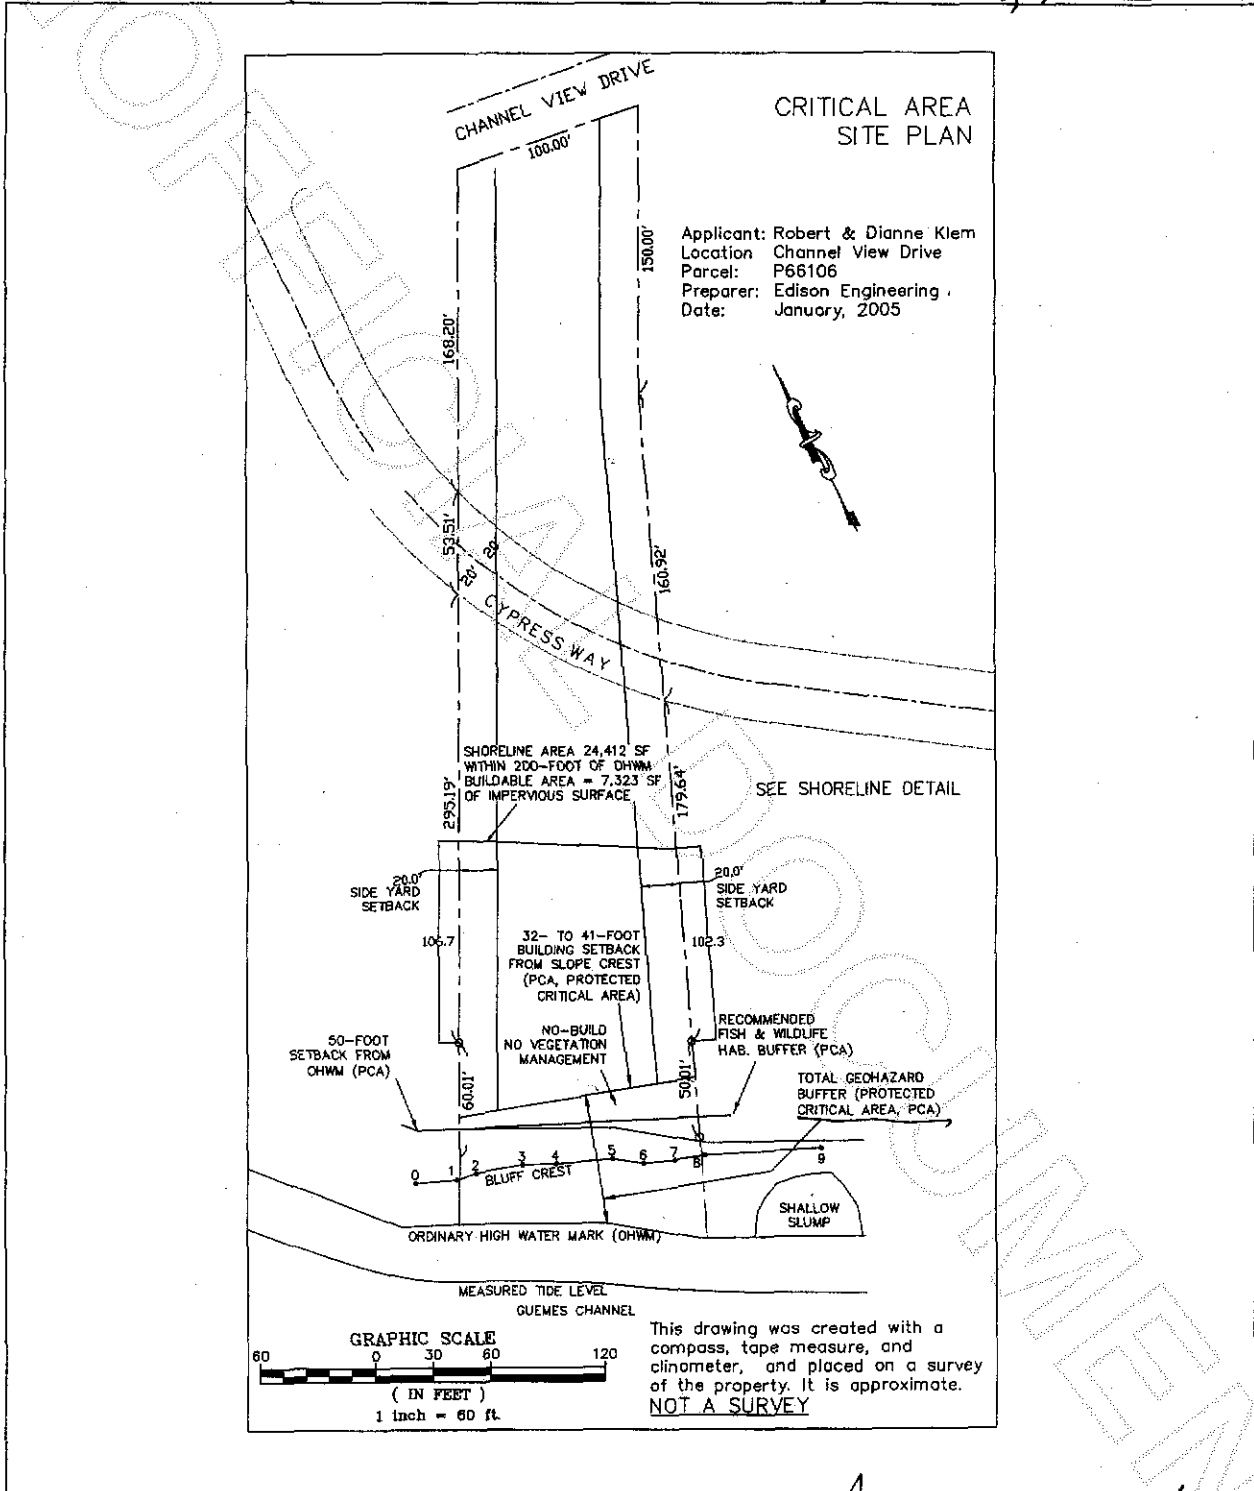 CHANNEL VIEW DRIVE
100.00'
CRITICAL AREA
SITE PLAN
Applicant: Robert & Dianne Klem
Location Channel View Drive
Parcel: P66106
Preparer: Edison Engineering
Date: January, 2005
150.00'
168.20'
53.51'
20'
20'
CYPRESS WAY
160.92'
SHORELINE AREA 24,412 SF
WITHIN 200-FOOT OF OHWM
BUILDABLE AREA = 7,323 SF
OF IMPERVIOUS SURFACE
295.19'
179.64'
SEE SHORELINE DETAIL
20.0'
SIDE YARD
SETBACK
20.0'
SIDE YARD
SETBACK
106.7
102.3
32- TO 41-FOOT
BUILDING SETBACK
FROM SLOPE CREST
(PCA, PROTECTED
CRITICAL AREA)
NO-BUILD
NO VEGETATION
MANAGEMENT
50-FOOT
SETBACK FROM
OHWM (PCA)
RECOMMENDED
FISH & WILDLIFE
HAB. BUFFER (PCA)
TOTAL GEOHAZARD
BUFFER (PROTECTED
CRITICAL AREA, PCA)
60.01'
50.01'
0 1 2 3 4 5 6 7 8 9
BLUFF CREST
SHALLOW
SLUMP
ORDINARY HIGH WATER MARK (OHWM)
MEASURED TIDE LEVEL
GUEMES CHANNEL
GRAPHIC SCALE
60 0 30 60 120
( IN FEET )
1 inch = 60 ft.
This drawing was created with a
compass, tape measure, and
clinometer, and placed on a survey
of the property. It is approximate.
NOT A SURVEY
UNOFFICIAL DOCUMENT